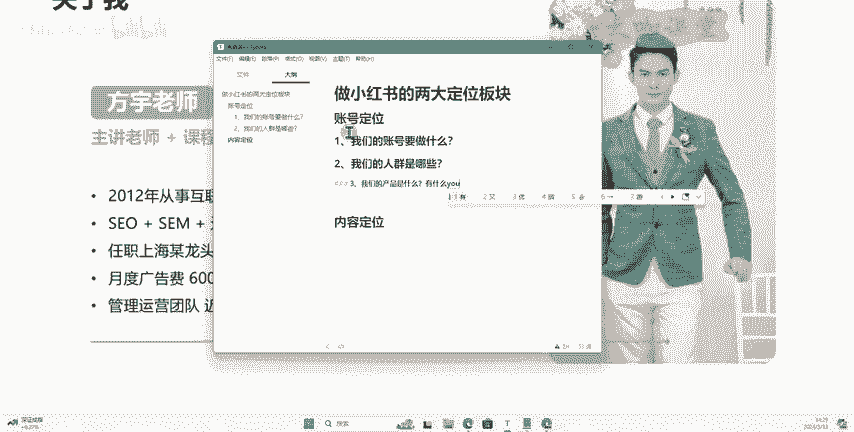 关于我
方宇老师
主讲老师 + 课程
• 2012年从事互联
• SEO + SEM +
• 任职上海某龙头
• 月度广告费 600
• 管理运营团队 近
文件(F) 编辑(E) 段落(P) 格式(O) 视图(V) 主题(T) 帮助(H)
文件 大纲
做小红书的两大定位板块
账号定位
1、我们的账号要做什么?
2、我们的人群是哪些?
内容定位
做小红书的两大定位板块
账号定位
1、我们的账号要做什么?
2、我们的人群是哪些?
### 3、我们的产品是什么? 有什么you
1 有 2 又 3 优
内容定位
搜索